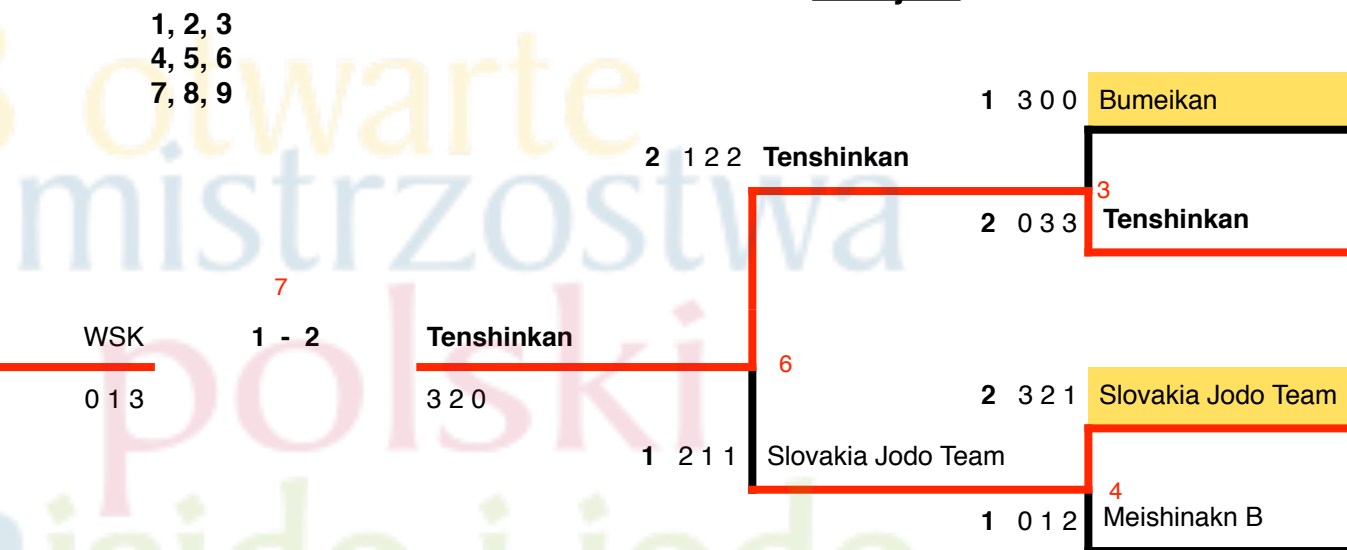 1, 2, 3
4, 5, 6
7, 8, 9
otwarte
mistrzostwa
polski
1 3 0 0 Bumeikan
2 1 2 2 Tenshinkan
3
2 0 3 3 Tenshinkan
7
WSK 1 - 2 Tenshinkan
6
0 1 3 3 2 0
2 3 2 1 Slovakia Jodo Team
1 2 1 1 Slovakia Jodo Team
4
1 0 1 2 Meishinakn B